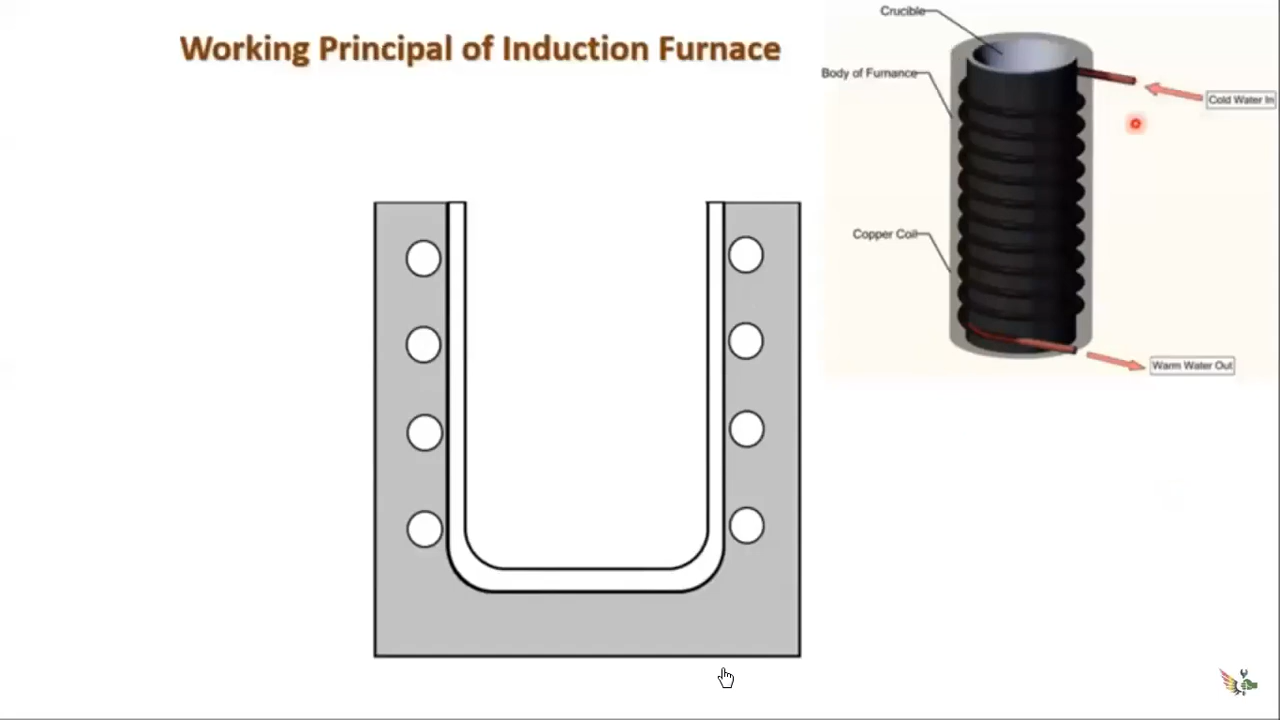 Working Principal of Induction Furnace
Crucible
Body of Furnance
Cold Water In
Copper Coil
Warm Water Out